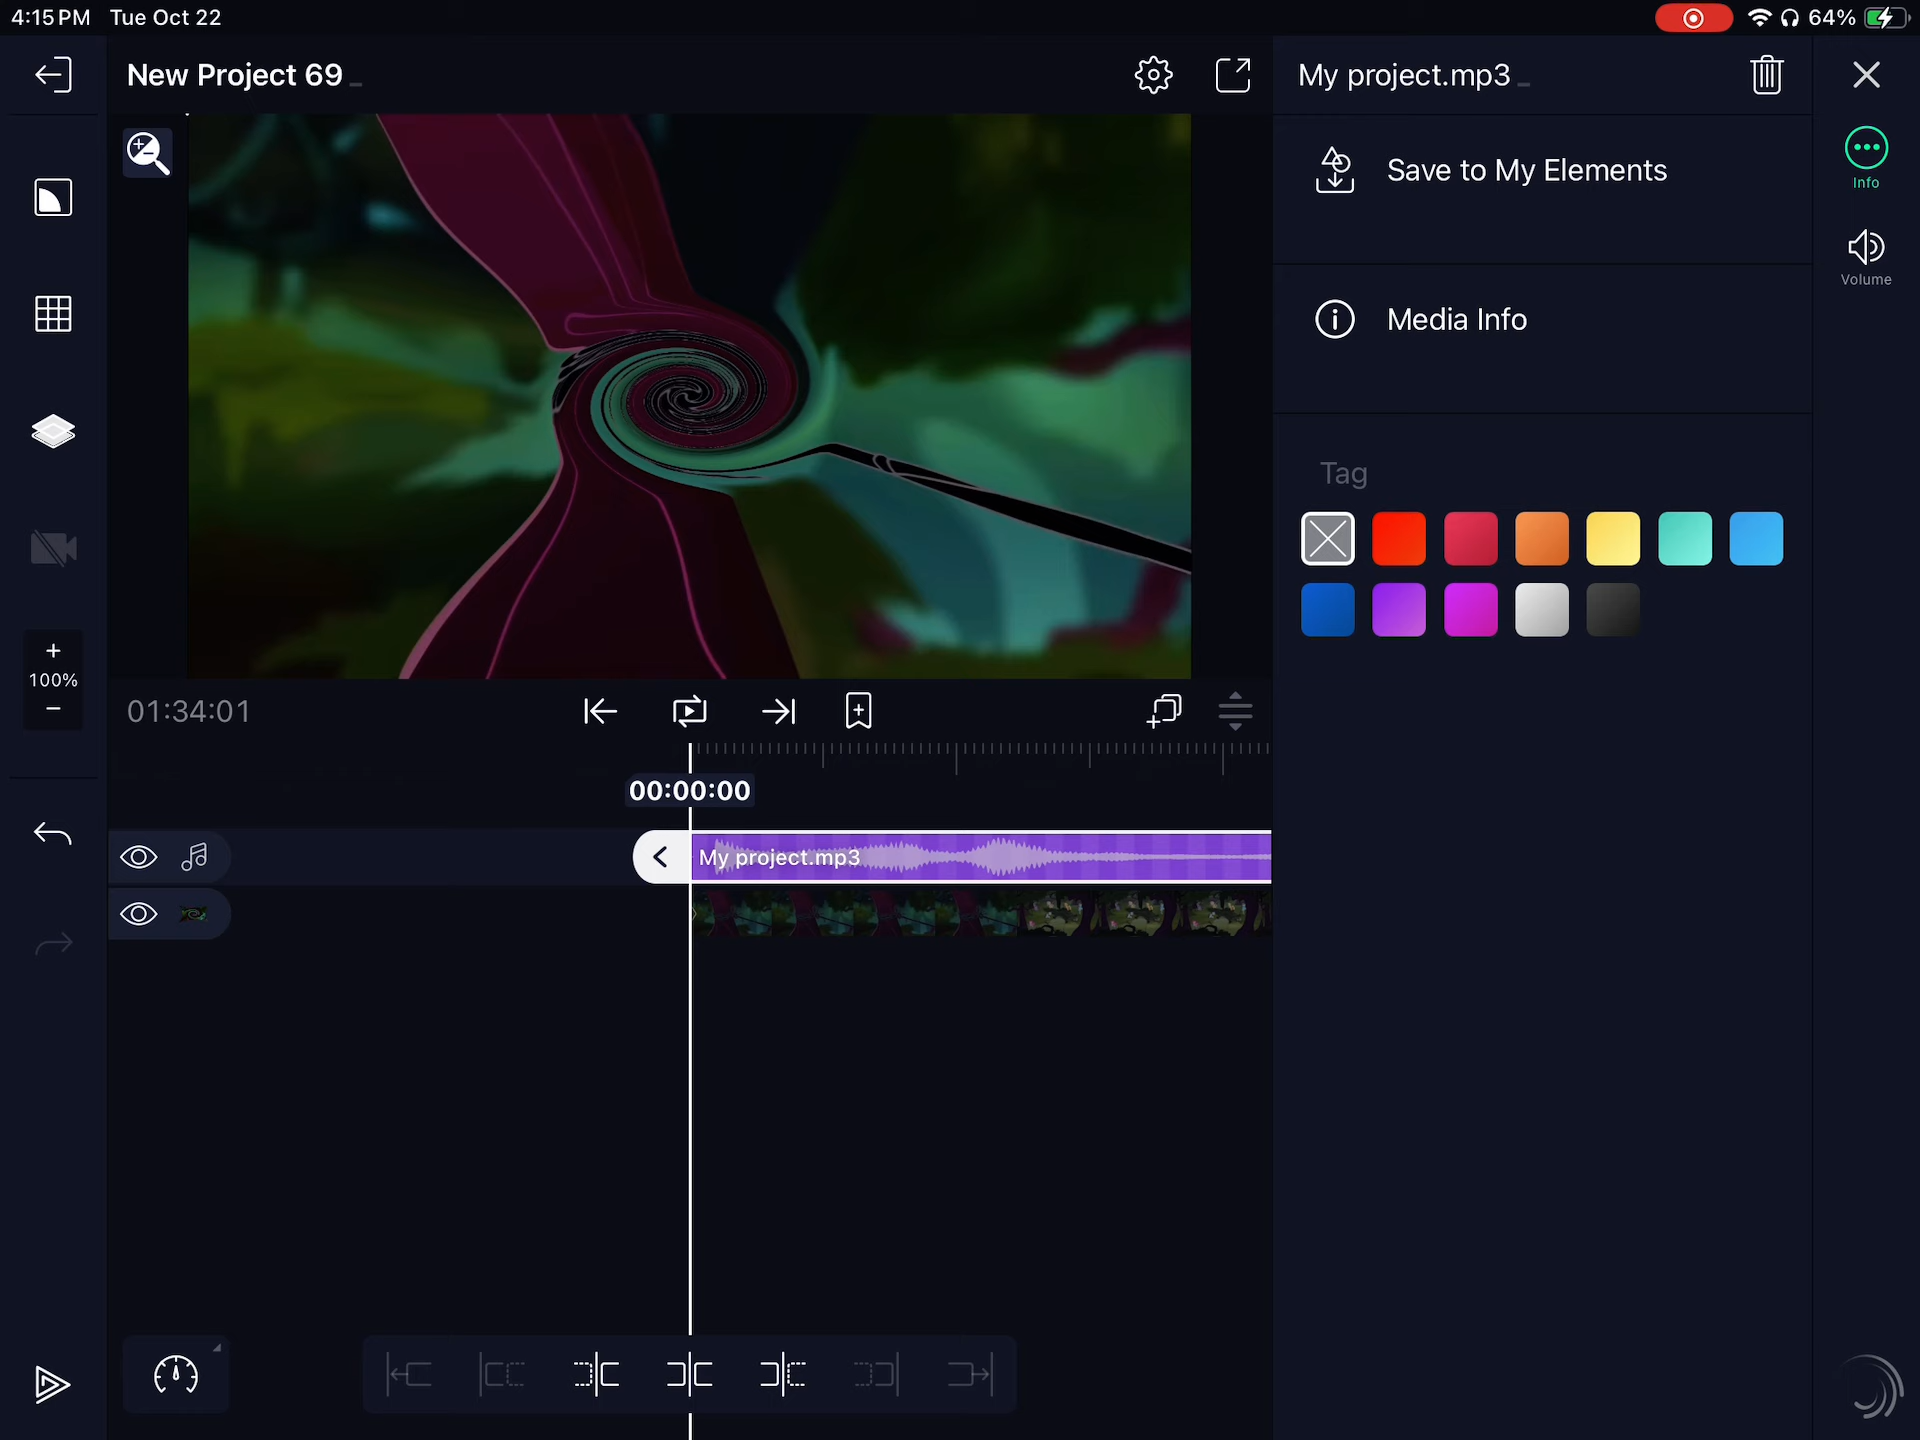 4:15 PM Tue Oct 22
64%
New Project 69
My project.mp3
Info
Save to My Elements
Volume
Media Info
Tag
+
100%
−
01:34:01
00:00:00
My project.mp3